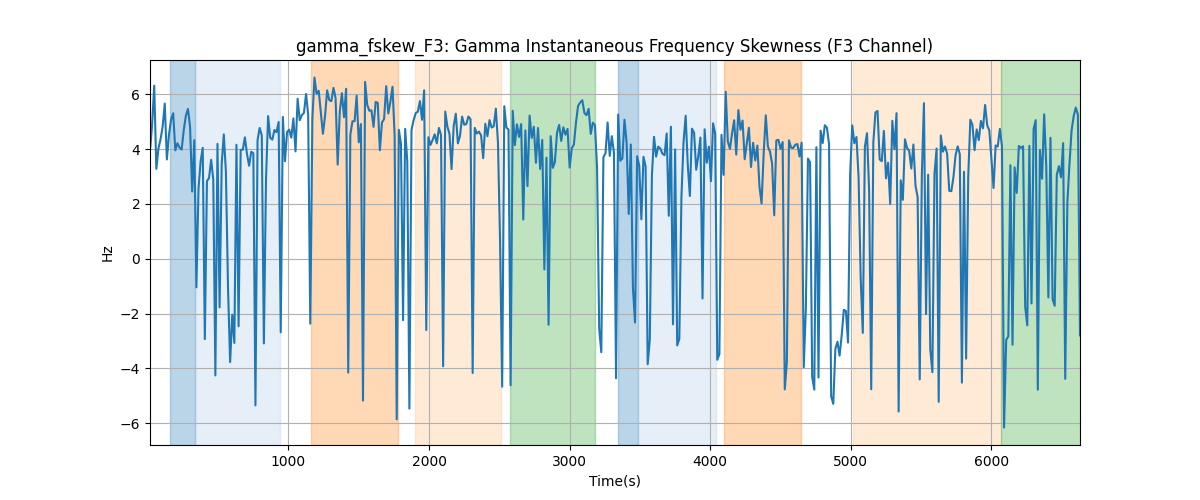 gamma_fskew_F3: Gamma Instantaneous Frequency Skewness (F3 Channel)
6
4
2
0
−2
−4
−6
Hz
1000 2000 3000 4000 5000 6000
Time(s)